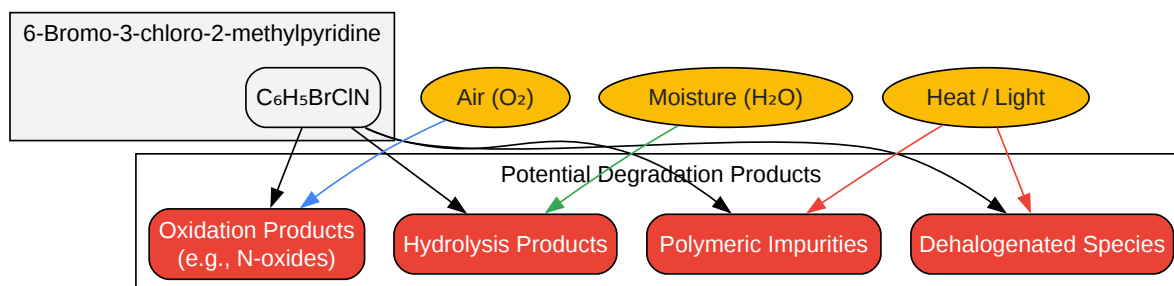 6-Bromo-3-chloro-2-methylpyridine
C₆H₅BrClN
Air (O₂)
Moisture (H₂O)
Heat / Light
Potential Degradation Products
Oxidation Products
(e.g., N-oxides)
Hydrolysis Products
Polymeric Impurities
Dehalogenated Species